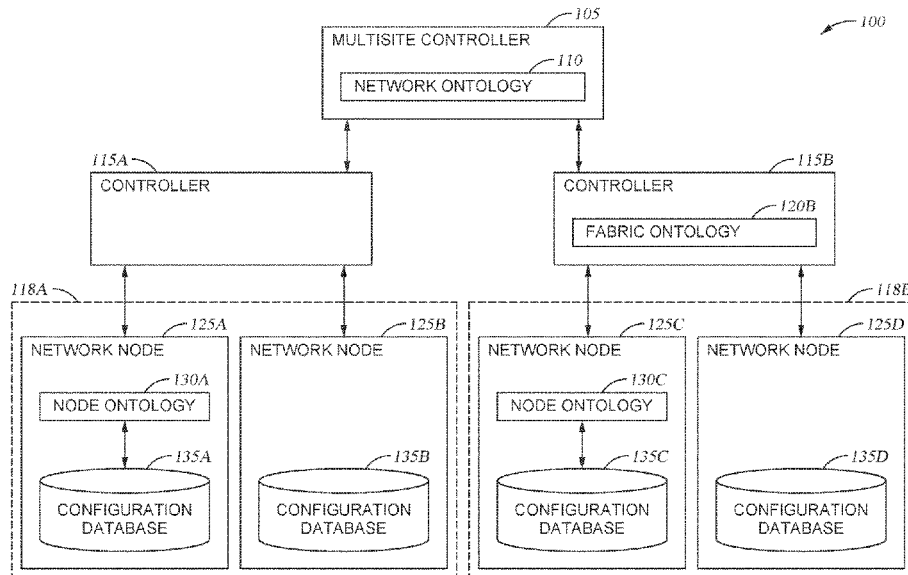 105
100
MULTISITE CONTROLLER
110
NETWORK ONTOLOGY
115A
115B
CONTROLLER
CONTROLLER
120B
FABRIC ONTOLOGY
118A
118B
125A
125B
125C
125D
NETWORK NODE
NETWORK NODE
NETWORK NODE
NETWORK NODE
130A
130C
NODE ONTOLOGY
NODE ONTOLOGY
135A
135B
135C
135D
CONFIGURATION
DATABASE
CONFIGURATION
DATABASE
CONFIGURATION
DATABASE
CONFIGURATION
DATABASE